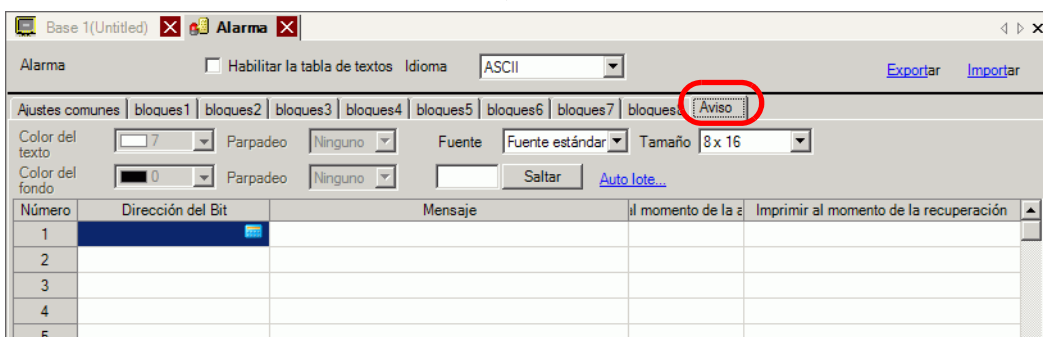 Base 1(Untitled) Alarma
Alarma Habilitar la tabla de textos Idioma ASCII Exportar Importar
Ajustes comunes bloques1 bloques2 bloques3 bloques4 bloques5 bloques6 bloques7 bloques8 Aviso
Color del texto 7 Parpadeo Ninguno Fuente Fuente estándar Tamaño 8 x 16
Color del fondo 0 Parpadeo Ninguno Saltar Auto lote...
Número Dirección del Bit Mensaje al momento de la a Imprimir al momento de la recuperación
1
2
3
4
5